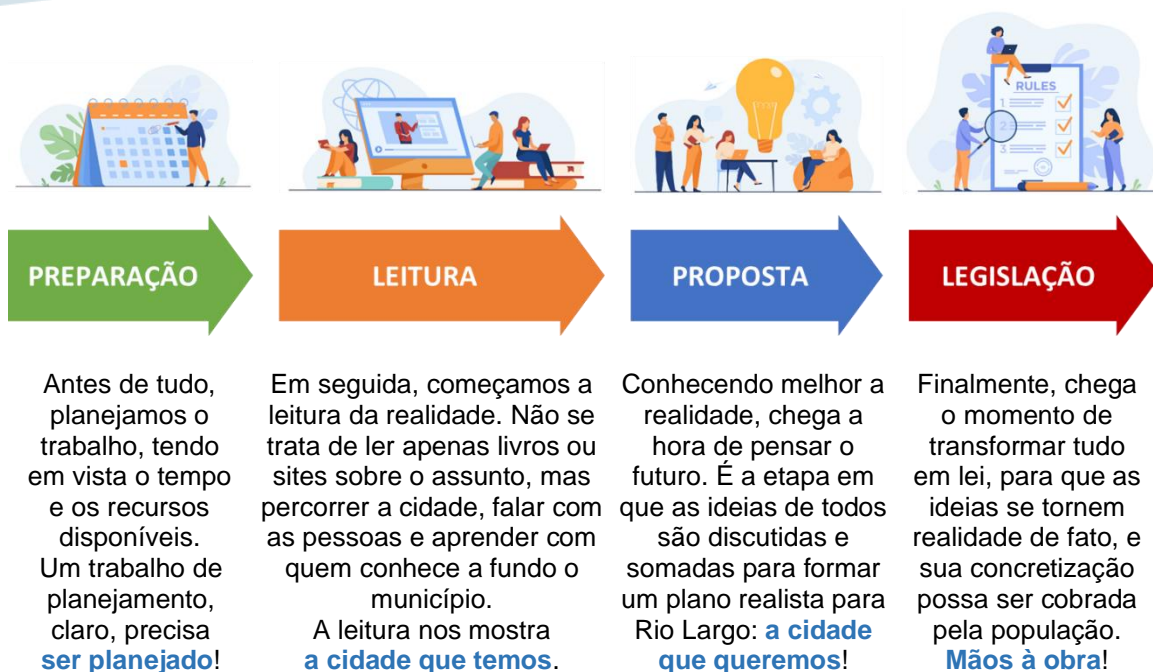 RULES
1
2
3
PREPARAÇÃO
LEITURA
PROPOSTA
LEGISLAÇÃO
Antes de tudo,
planejamos o
trabalho, tendo
em vista o tempo
e os recursos
disponíveis.
Um trabalho de
planejamento,
claro, precisa
ser planejado!
Em seguida, começamos a
leitura da realidade. Não se
trata de ler apenas livros ou
sites sobre o assunto, mas
percorrer a cidade, falar com
as pessoas e aprender com
quem conhece a fundo o
município.
A leitura nos mostra
a cidade que temos.
Conhecendo melhor a
realidade, chega a
hora de pensar o
futuro. É a etapa em
que as ideias de todos
são discutidas e
somadas para formar
um plano realista para
Rio Largo: a cidade
que queremos!
Finalmente, chega
o momento de
transformar tudo
em lei, para que as
ideias se tornem
realidade de fato, e
sua concretização
possa ser cobrada
pela população.
Mãos à obra!